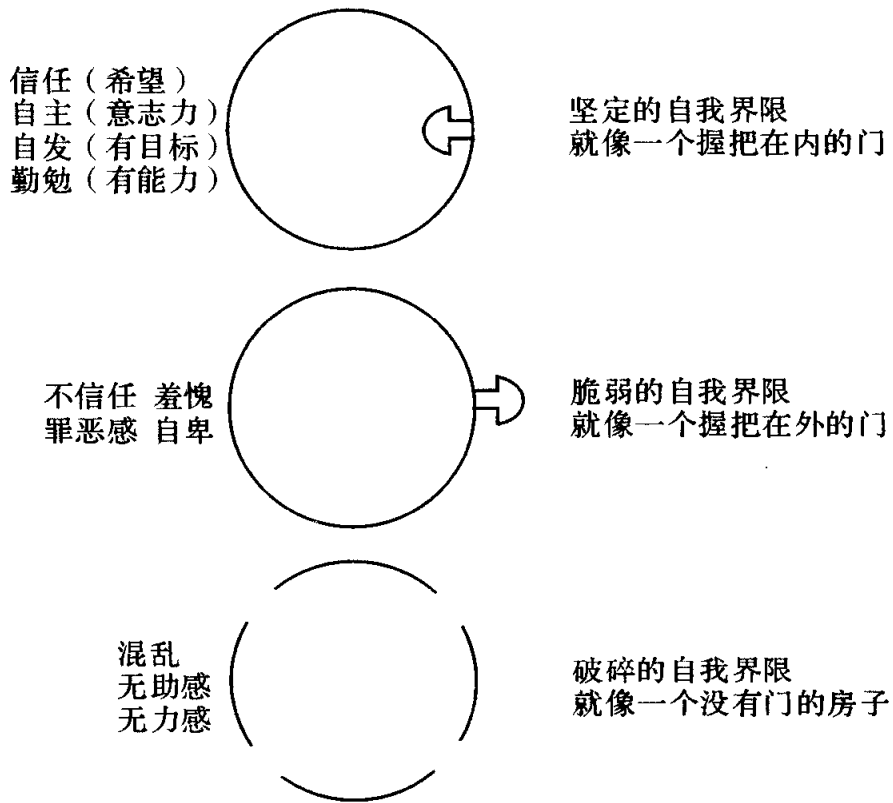 信任（希望）
自主（意志力）
自发（有目标）
勤勉（有能力）
坚定的自我界限
就像一个握把在内的门
不信任 羞愧
罪恶感 自卑
脆弱的自我界限
就像一个握把在外的门
混乱
无助感
无力感
破碎的自我界限
就像一个没有门的房子